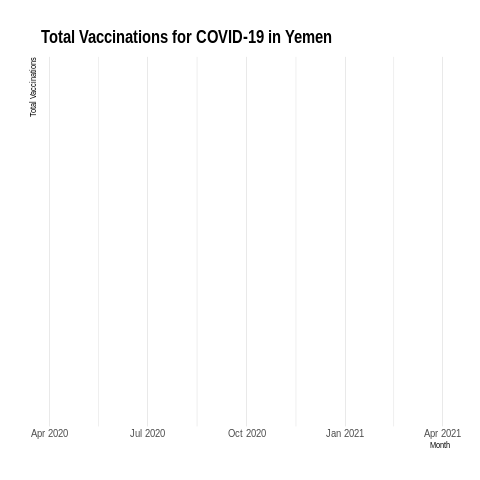 Total Vaccinations for COVID-19 in Yemen
Total Vaccinations
Apr 2020
Jul 2020
Oct 2020
Jan 2021
Apr 2021
Month